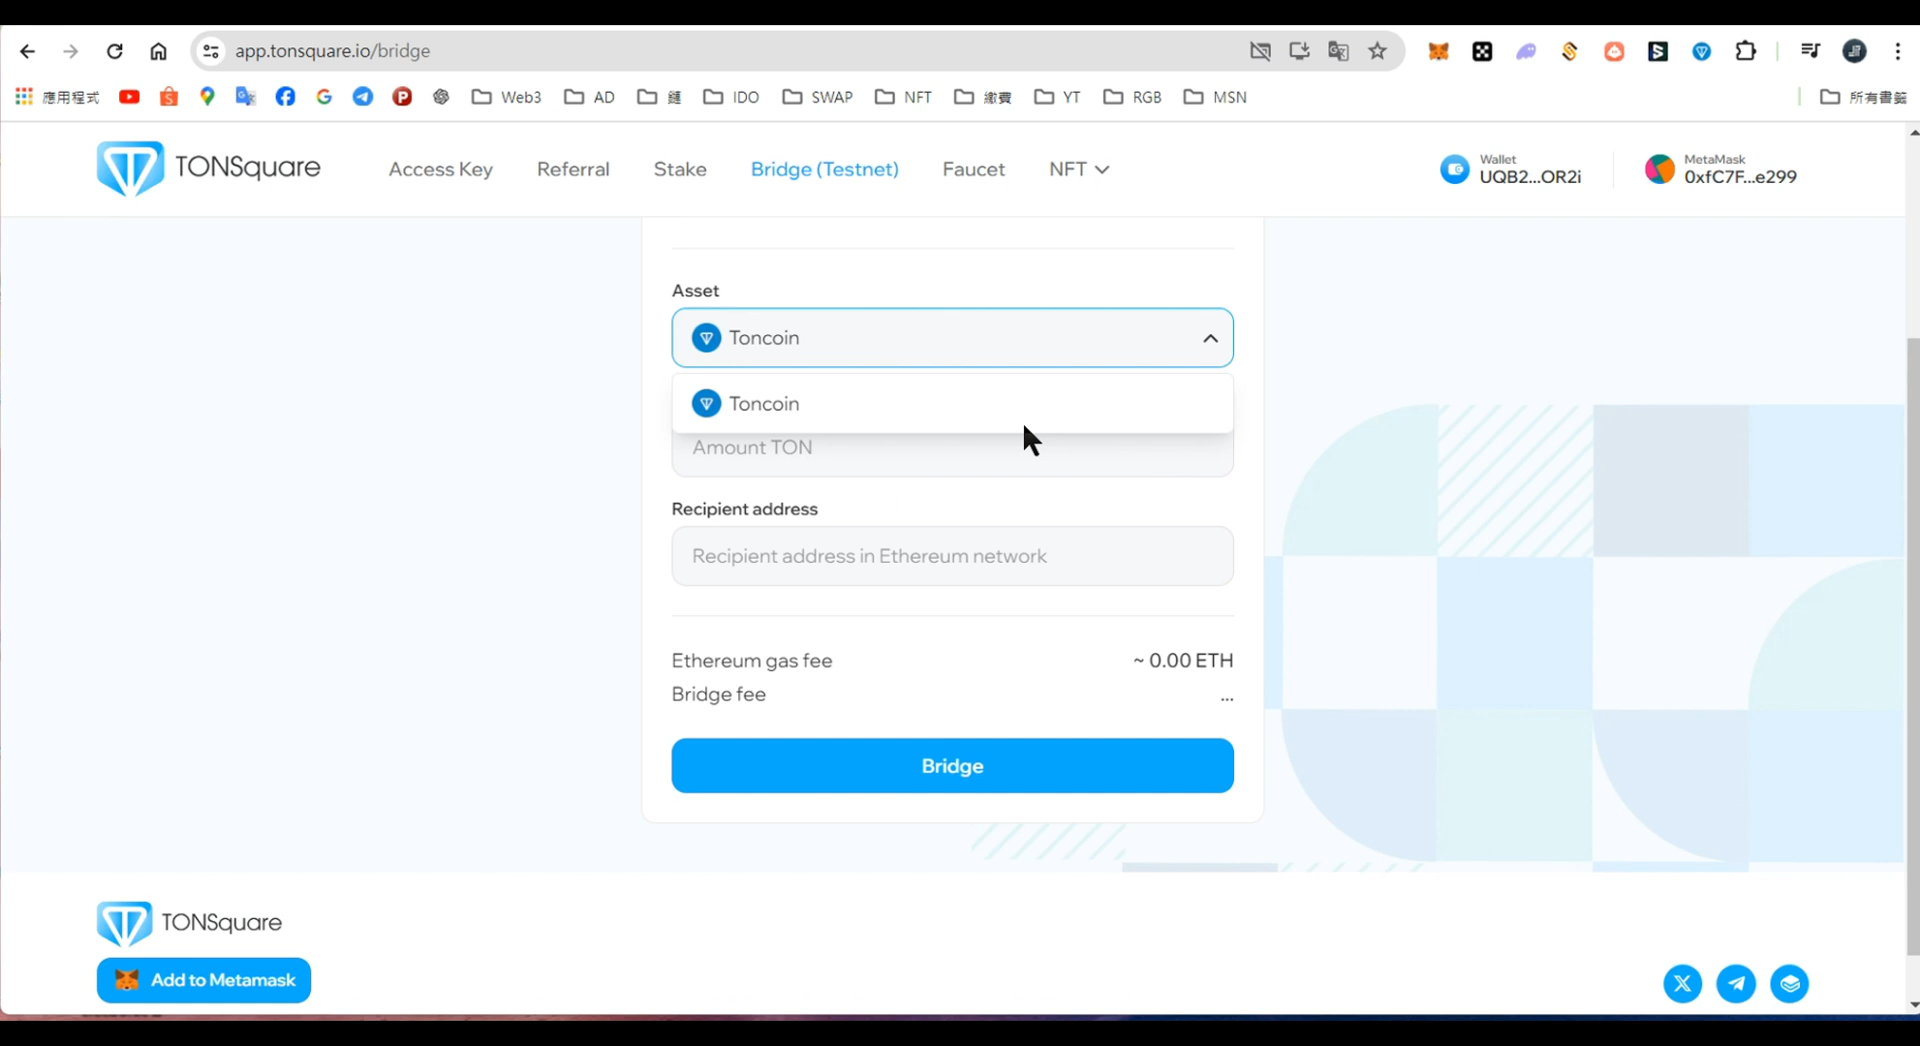 app.tonsquare.io/bridge
應用程式 Web3 AD 鏈 IDO SWAP NFT 繳費 YT RGB MSN 所有書籤
TONSquare Access Key Referral Stake Bridge (Testnet) Faucet NFT
Wallet
UQB2...OR2i
MetaMask
0xfC7F...e299
Asset
Toncoin
Toncoin
Amount TON
Recipient address
Recipient address in Ethereum network
Ethereum gas fee ~ 0.00 ETH
Bridge fee ...
Bridge
TONSquare
Add to Metamask